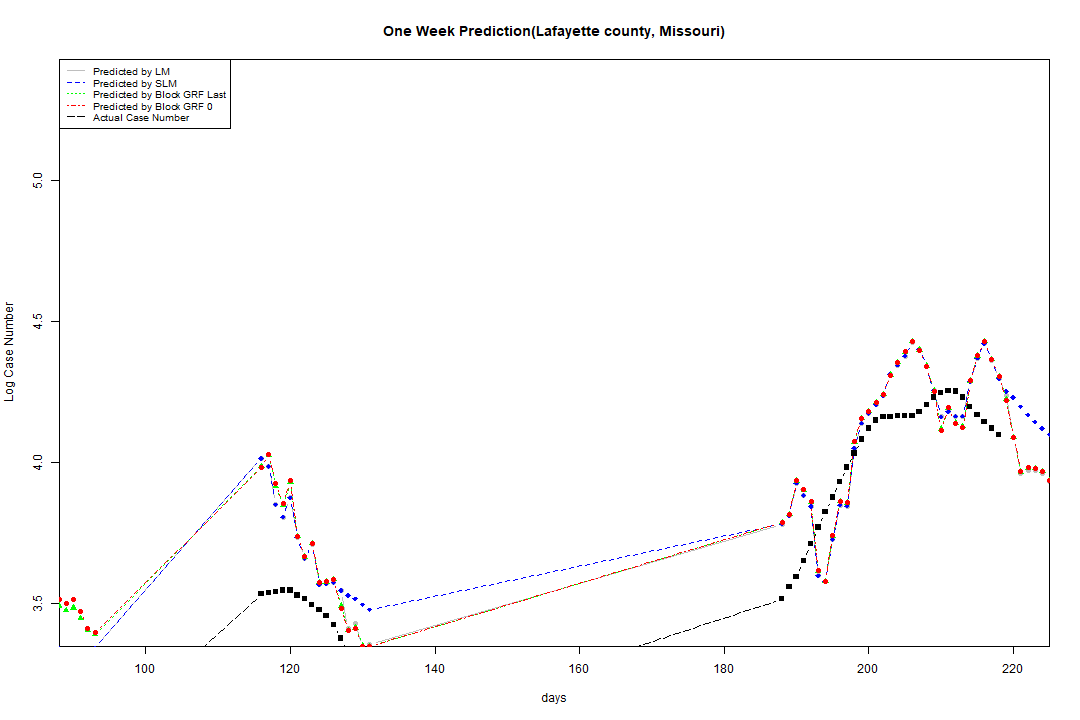 One Week Prediction(Lafayette county, Missouri)
Predicted by LM
Predicted by SLM
Predicted by Block GRF Last
Predicted by Block GRF 0
Actual Case Number
Log Case Number
5.0
4.5
4.0
3.5
100 120 140 160 180 200 220
days